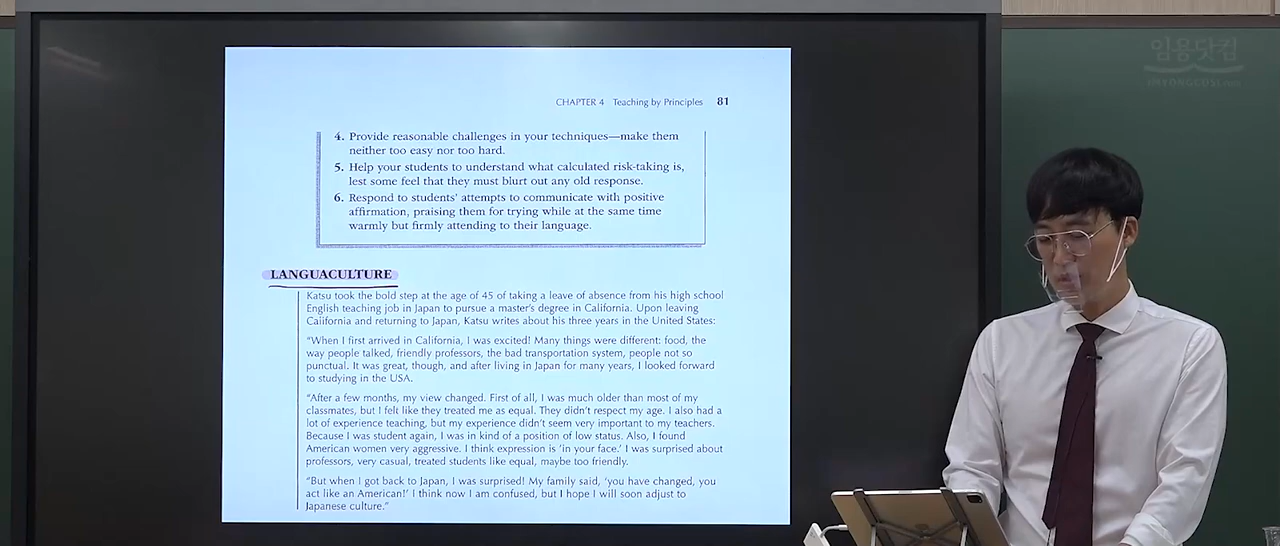 임용닷컴
CHAPTER 4 Teaching by Principles 81
4. Provide reasonable challenges in your techniques—make them
neither too easy nor too hard.
5. Help your students to understand what calculated risk-taking is,
lest some feel that they must blurt out any old response.
6. Respond to students' attempts to communicate with positive
affirmation, praising them for trying while at the same time
warmly but firmly attending to their language.
LANGUACULTURE
Katsu took the bold step at the age of 45 of taking a leave of absence from his high school
English teaching job in Japan to pursue a master's degree in California. Upon leaving
California and returning to Japan, Katsu writes about his three years in the United States:
"When I first arrived in California, I was excited! Many things were different: food, the
way people talked, friendly professors, the bad transportation system, people not so
punctual. It was great, though, and after living in Japan for many years, I looked forward
to studying in the USA.
"After a few months, my view changed. First of all, I was much older than most of my
classmates, but I felt like they treated me as equal. They didn't respect my age. I also had a
lot of experience teaching, but my experience didn't seem very important to my teachers.
Because I was student again, I was in kind of a position of low status. Also, I found
American women very aggressive. I think expression is 'in your face.' I was surprised about
professors, very casual, treated students like equal, maybe too friendly.
"But when I got back to Japan, I was surprised! My family said, 'you have changed, you
act like an American!' I think now I am confused, but I hope I will soon adjust to
Japanese culture."